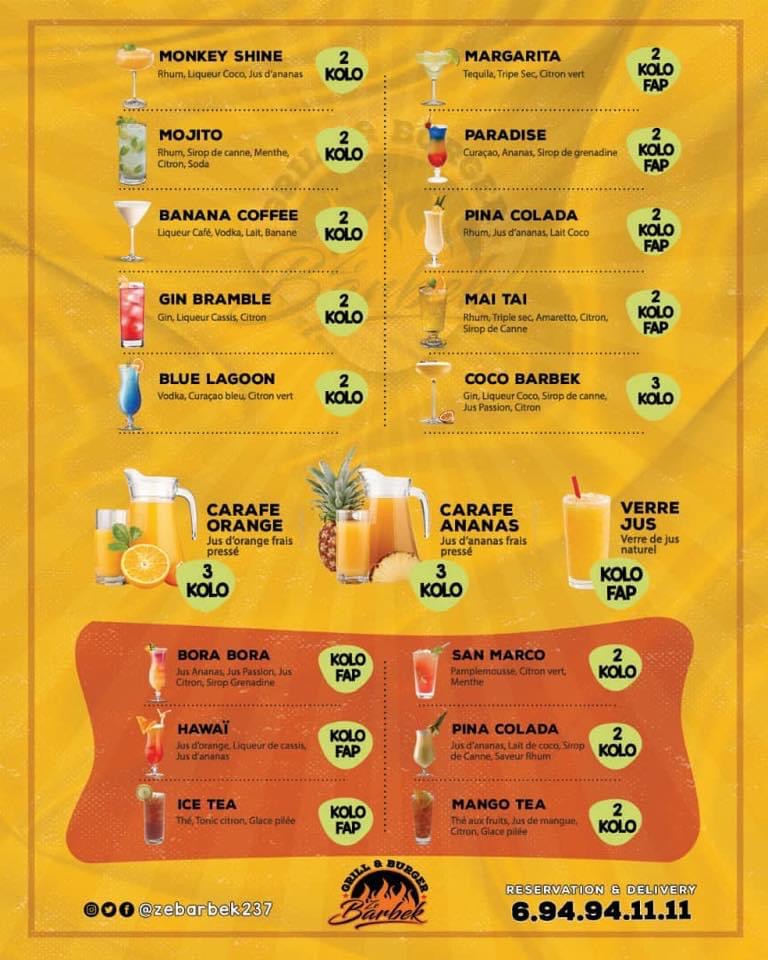 MONKEY SHINE
Rhum, Liqueur Coco, Jus d'ananas
2
KOLO
MOJITO
Rhum, Sirop de canne, Menthe,
Citron, Soda
2
KOLO
BANANA COFFEE
Liqueur Café, Vodka, Lait, Banane
2
KOLO
GIN BRAMBLE
Gin, Liqueur Cassis, Citron
2
KOLO
BLUE LAGOON
Vodka, Curaçao bleu, Citron vert
2
KOLO
MARGARITA
Tequila, Tripe Sec, Citron vert
2
KOLO
FAP
PARADISE
Curaçao, Ananas, Sirop de grenadine
2
KOLO
FAP
PINA COLADA
Rhum, Jus d'ananas, Lait Coco
2
KOLO
FAP
MAI TAI
Rhum, Triple sec, Amaretto, Citron,
Sirop de Canne
2
KOLO
FAP
COCO BARBEK
Gin, Liqueur Coco, Sirop de canne,
Jus Passion, Citron
3
KOLO
GRILL & BURGER
Ze
Barbek
CARAFE
ORANGE
Jus d'orange frais
pressé
3
KOLO
CARAFE
ANANAS
Jus d'ananas frais
pressé
3
KOLO
VERRE
JUS
Verre de jus
naturel
KOLO
FAP
BORA BORA
Jus Ananas, Jus Passion, Jus
Citron, Sirop Grenadine
KOLO
FAP
HAWAÏ
Jus d'orange, Liqueur de cassis,
Jus d'ananas
KOLO
FAP
ICE TEA
Thé, Tonic citron, Glace pilée
KOLO
FAP
SAN MARCO
Pamplemousse, Citron vert,
Menthe
2
KOLO
PINA COLADA
Jus d'ananas, Lait de coco, Sirop
de Canne, Saveur Rhum
2
KOLO
MANGO TEA
Thé aux fruits, Jus de mangue,
Citron, Glace pilée
2
KOLO
@zebarbek237
GRILL & BURGER
Ze
Barbek
RESERVATION & DELIVERY
6.94.94.11.11